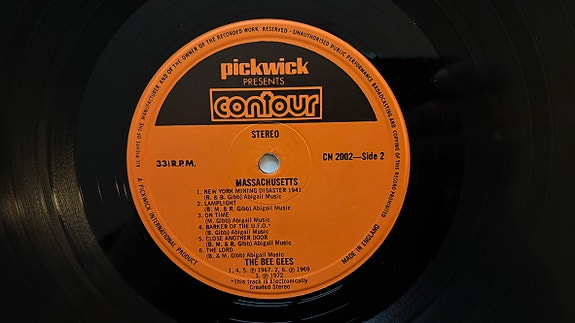 RIGHTS OF THE MANUFACTURER AND OF THE OWNER OF THE RECORDED WORK RESERVED · UNAUTHORISED PUBLIC PERFORMANCE BROADCASTING AND COPYING OF THIS RECORD PROHIBITED
pickwick
PRESENTS
contour
STEREO
33⅓ R.P.M.
CN 2002—Side 2
MASSACHUSETTS
1. NEW YORK MINING DISASTER 1941
(R. & B. Gibb) Abigail Music
2. LAMPLIGHT
(B. M. & R. Gibb) Abigail Music
3. ON TIME
(M. Gibb) Abigail Music
4. BARKER OF THE U.F.O.*
(B. Gibb) Abigail Music
5. CLOSE ANOTHER DOOR
(B. M. & R. Gibb) Abigail Music
6. THE LORD
(B. & M. Gibb) Abigail Music
THE BEE GEES
1, 4, 5. ℗ 1967. 2, 6. ℗ 1969
3. ℗ 1972
*This track is Electronically
Created Stereo
A PICKWICK INTERNATIONAL PRODUCT
MADE IN ENGLAND